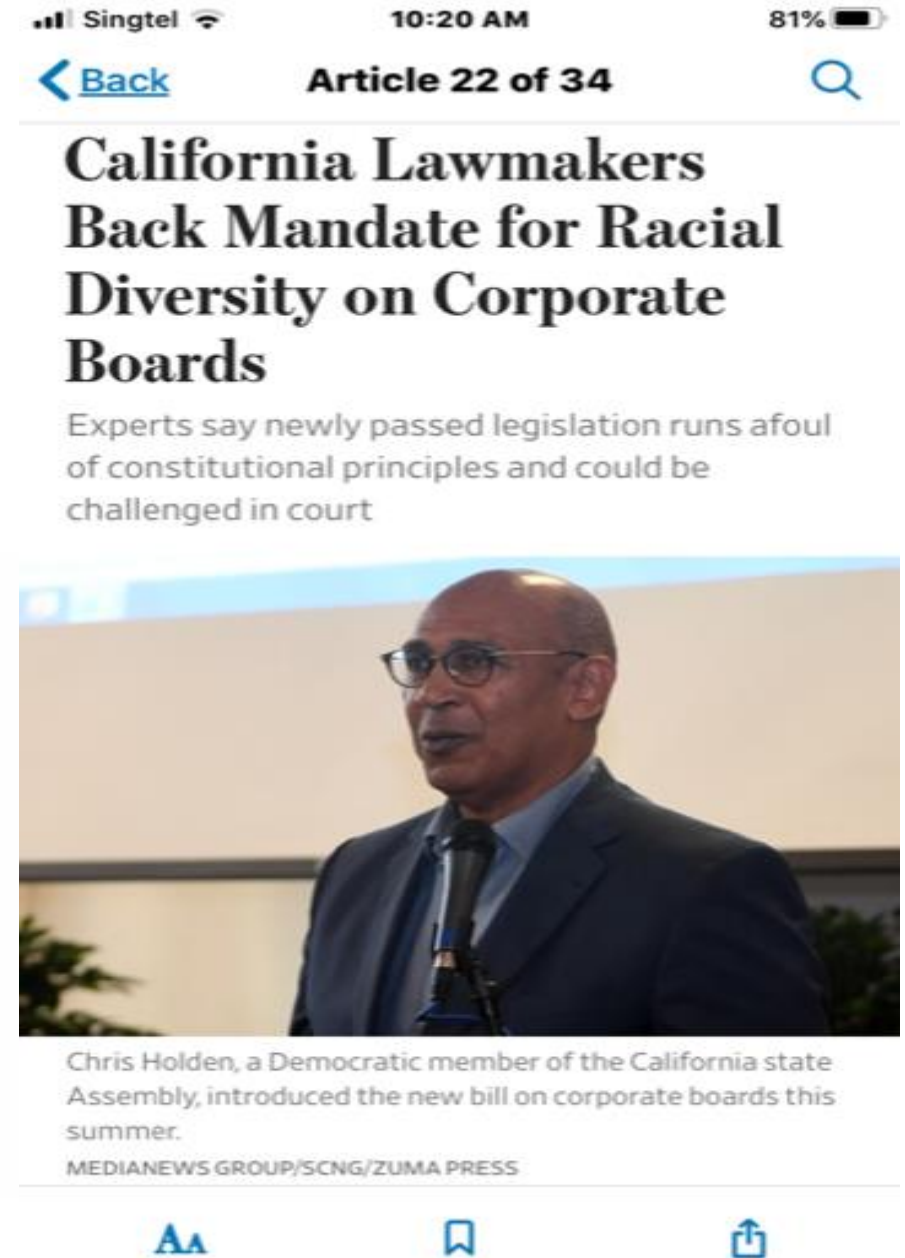 Singtel 10:20 AM 81%
Back Article 22 of 34
California Lawmakers
Back Mandate for Racial
Diversity on Corporate
Boards
Experts say newly passed legislation runs afoul
of constitutional principles and could be
challenged in court
Chris Holden, a Democratic member of the California state
Assembly, introduced the new bill on corporate boards this
summer.
MEDIANEWS GROUP/SCNG/ZUMA PRESS
AA